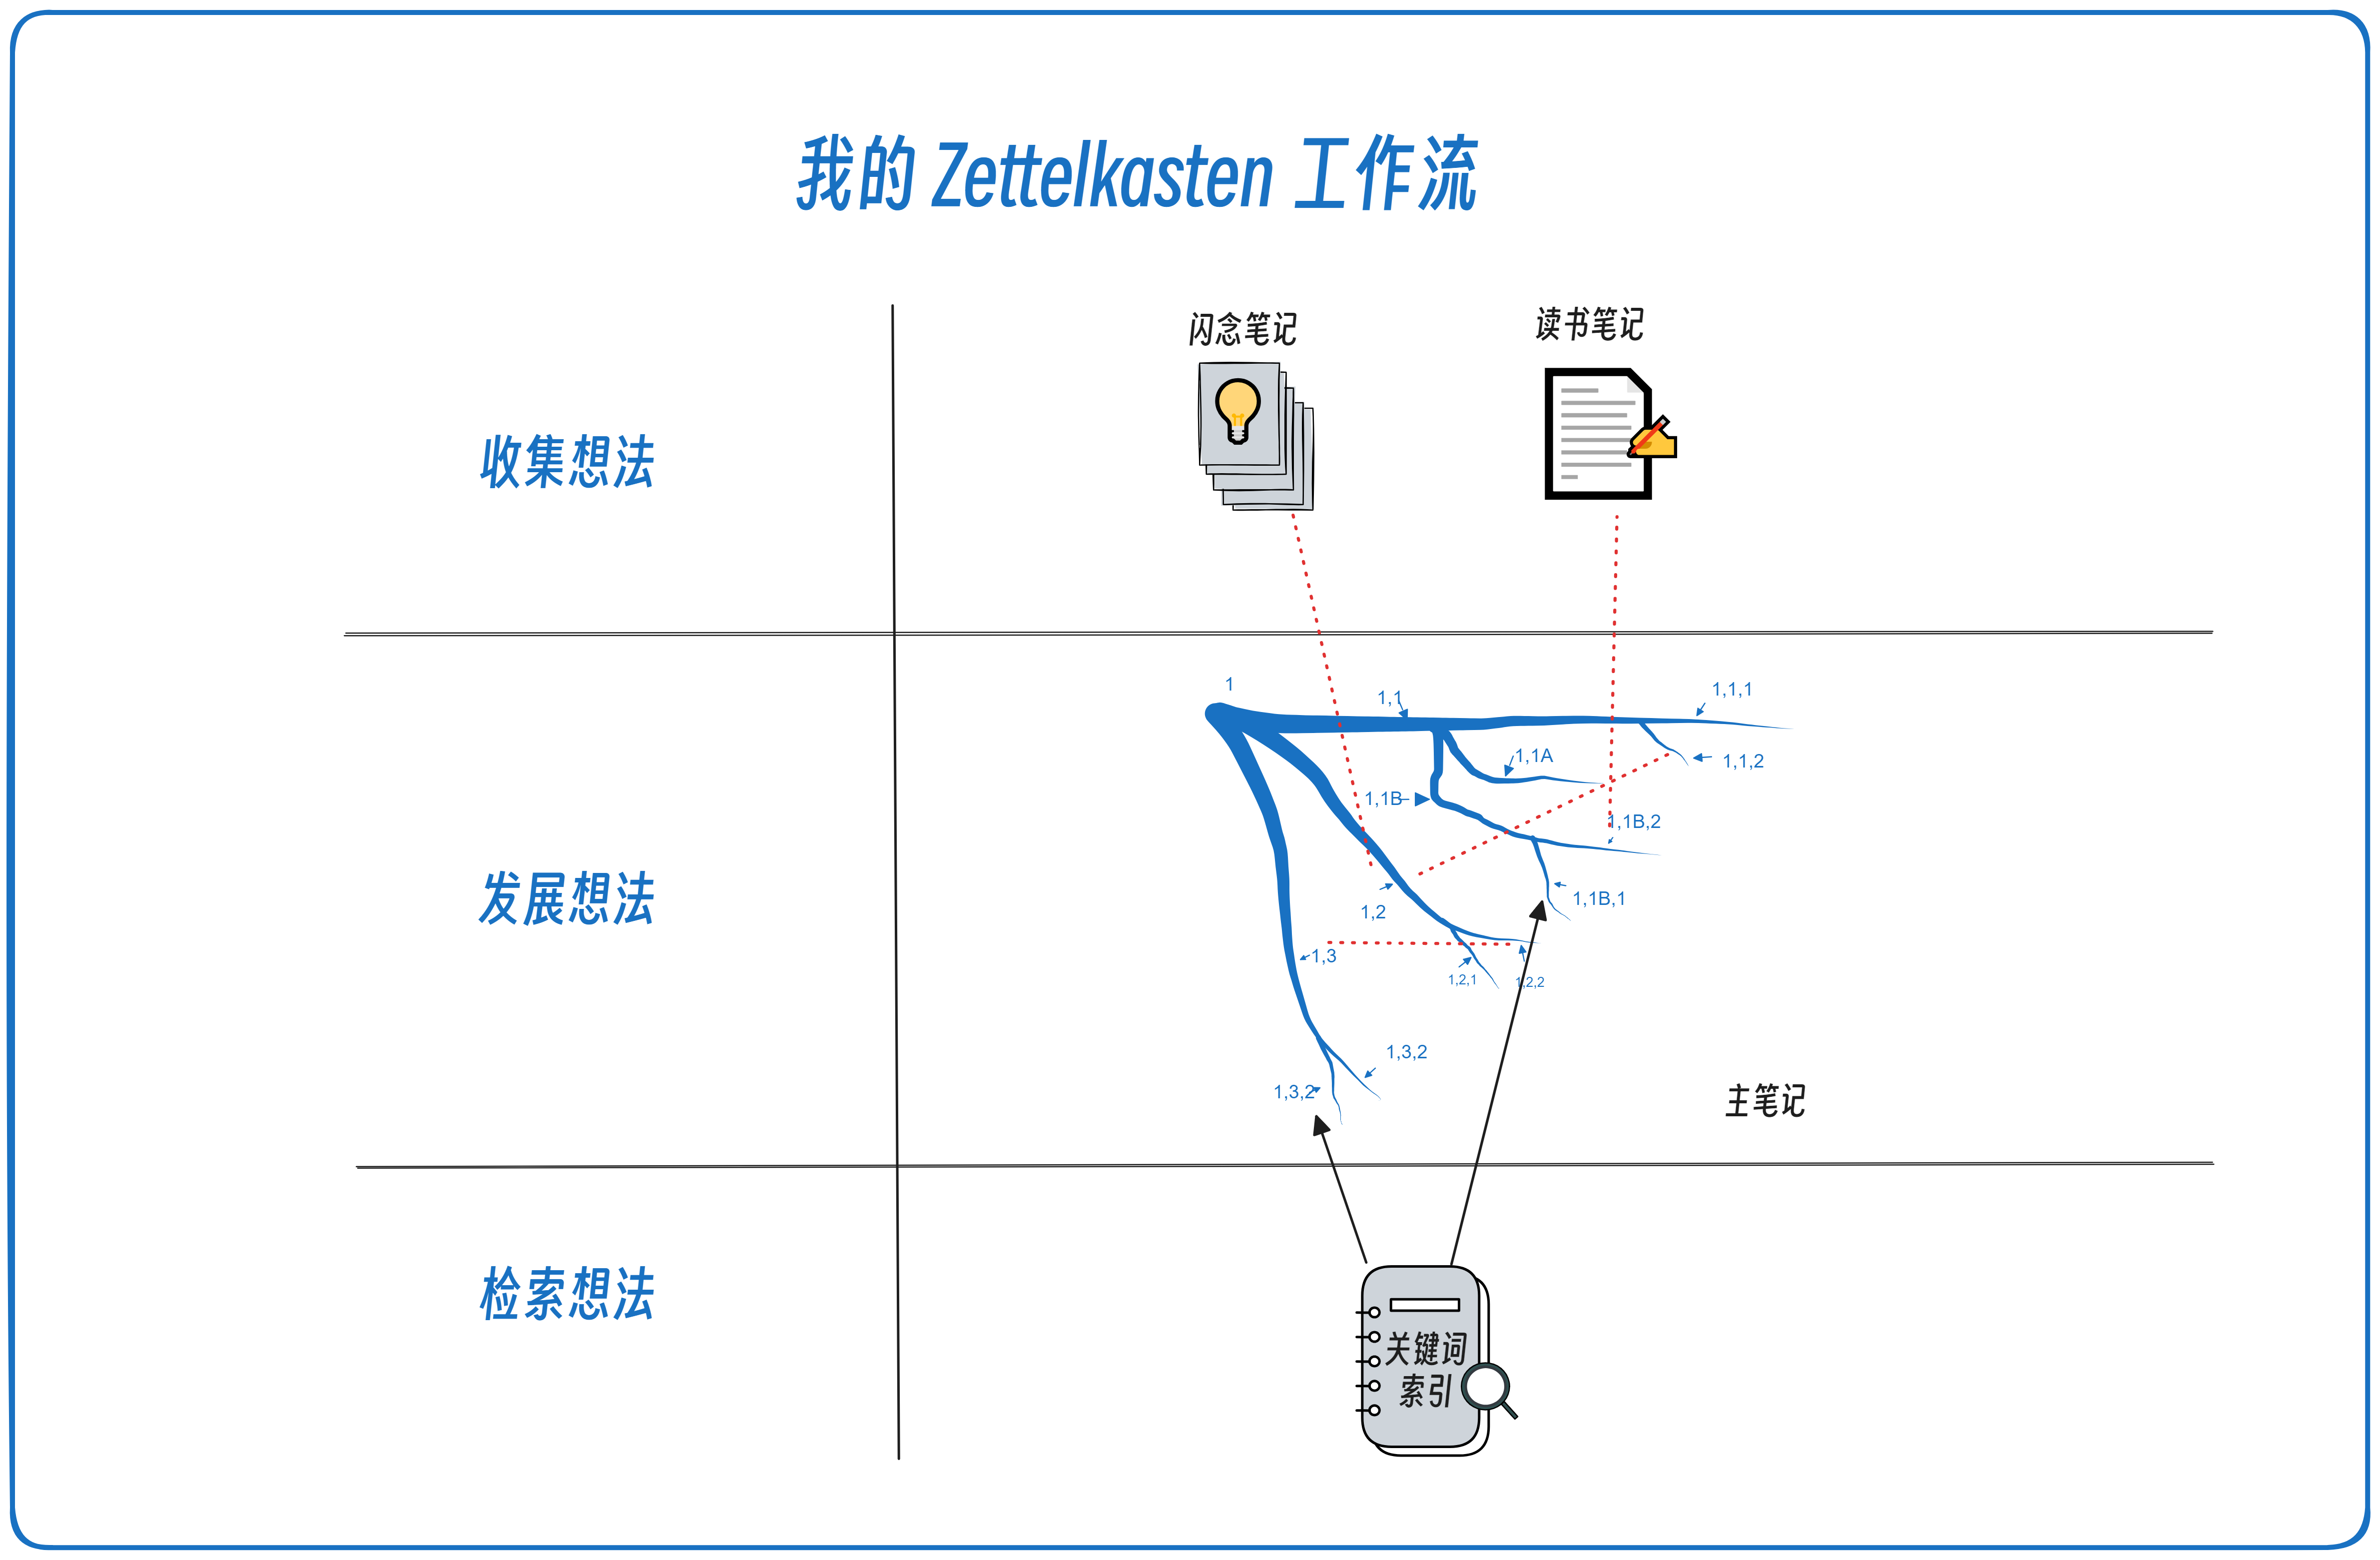 我的 Zettelkasten 工作流
闪念笔记
读书笔记
收集想法
1
1,1
1,1,1
1,1A
1,1,2
1,1B
1,1B,2
发展想法
1,1B,1
1,2
1,3
1,2,1
1,2,2
1,3,2
1,3,2
主笔记
检索想法
关键词
索引